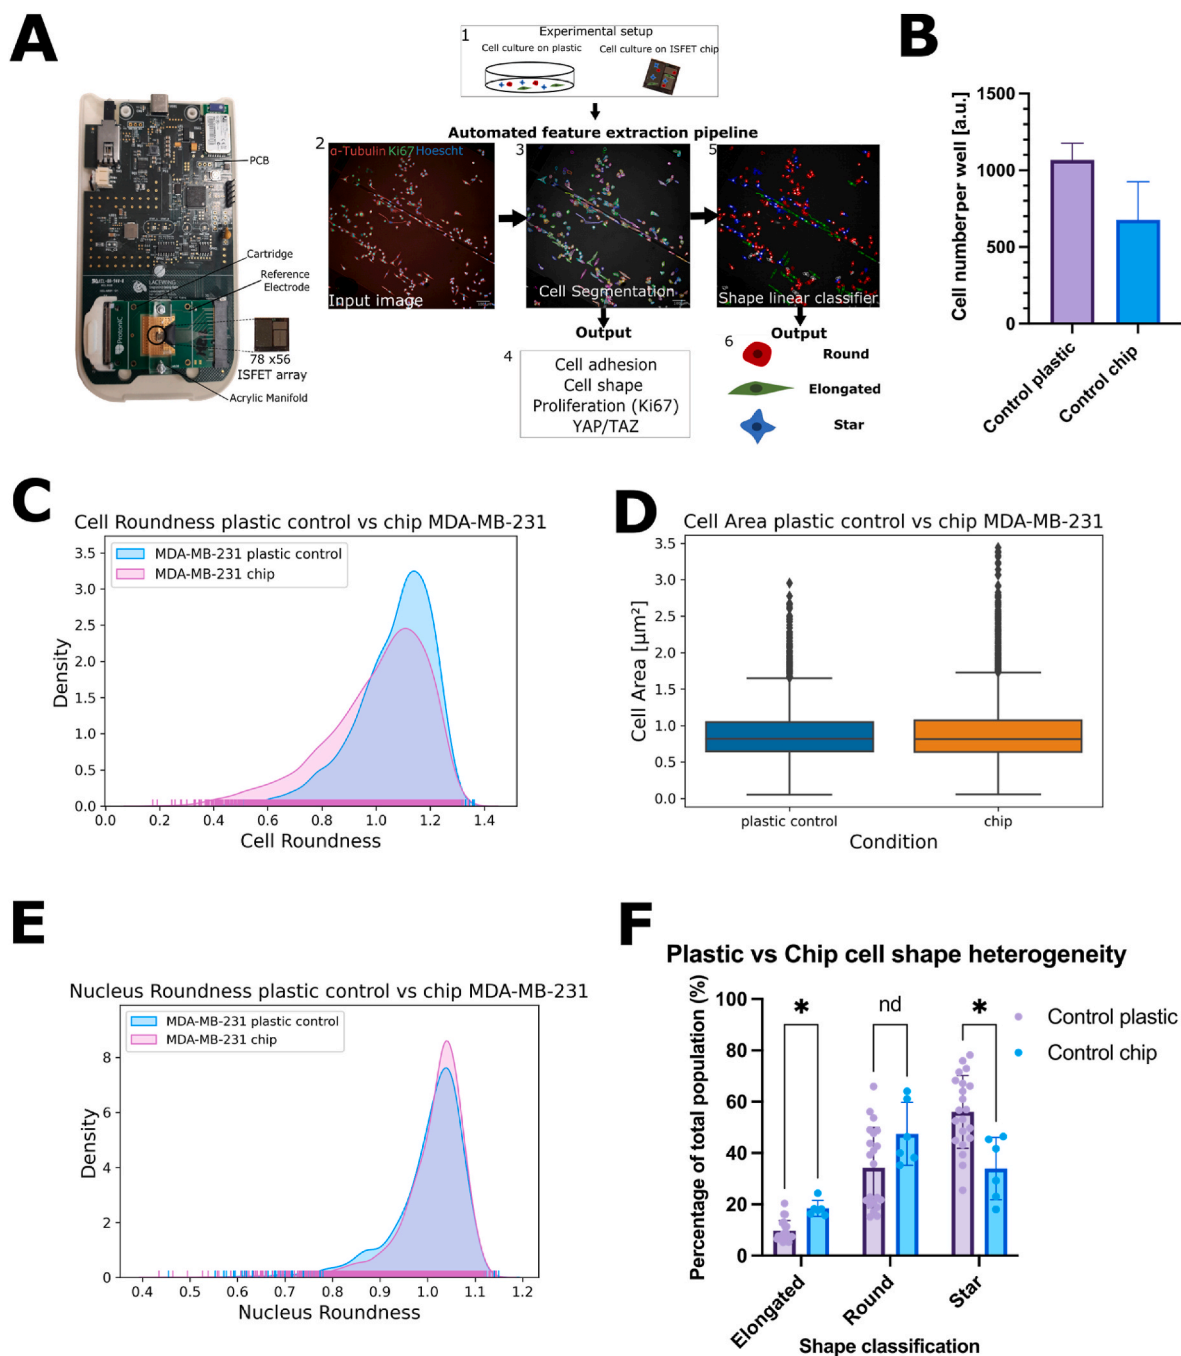 A
PCB
Cartridge
Reference
Electrode
78 x56
ISFET array
Acrylic Manifold
LACEWING
ProtonIC
1
Experimental setup
Cell culture on plastic
Cell culture on ISFET chip
Automated feature extraction pipeline
2
α-Tubulin Ki67 Hoescht
Input image
3
Cell Segmentation
5
Shape linear classifier
Output
4
Cell adhesion
Cell shape
Proliferation (Ki67)
YAP/TAZ
Output
6
Round
Elongated
Star
B
Cell numberper well [a.u.]
1500
1000
500
0
Control plastic
Control chip
C
Cell Roundness plastic control vs chip MDA-MB-231
MDA-MB-231 plastic control
MDA-MB-231 chip
Density
3.5
3.0
2.5
2.0
1.5
1.0
0.5
0.0
0.0 0.2 0.4 0.6 0.8 1.0 1.2 1.4
Cell Roundness
D
Cell Area plastic control vs chip MDA-MB-231
Cell Area [µm²]
3.5
3.0
2.5
2.0
1.5
1.0
0.5
0.0
plastic control chip
Condition
E
Nucleus Roundness plastic control vs chip MDA-MB-231
MDA-MB-231 plastic control
MDA-MB-231 chip
Density
8
6
4
2
0
0.4 0.5 0.6 0.7 0.8 0.9 1.0 1.1 1.2
Nucleus Roundness
F
Plastic vs Chip cell shape heterogeneity
Percentage of total population (%)
100
80
60
40
20
0
* nd *
Control plastic
Control chip
Elongated
Round
Star
Shape classification